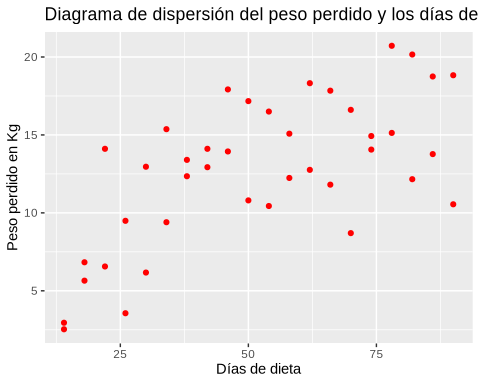 Diagrama de dispersión del peso perdido y los días de
Peso perdido en Kg
20
15
10
5
25
50
75
Días de dieta